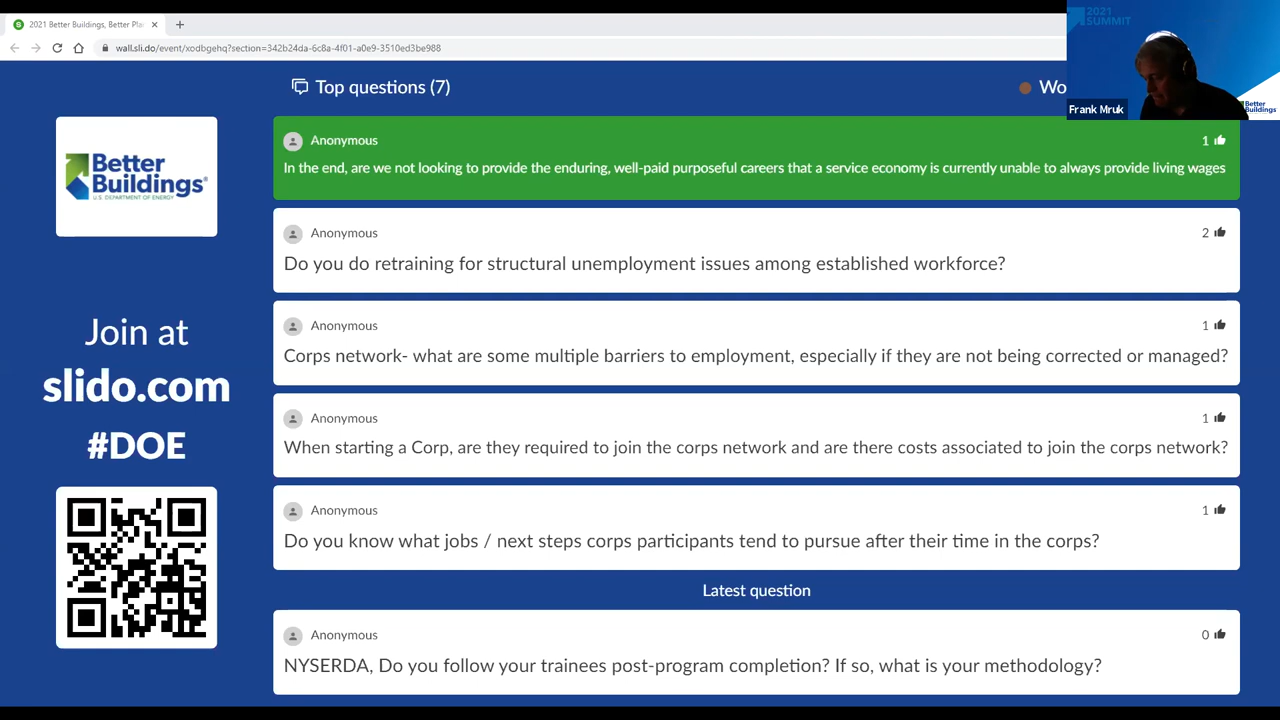 2021 Better Buildings, Better Pla
wall.sli.do/event/xodbgehq?section=342b24da-6c8a-4f01-a0e9-3510ed3be988
2021
SUMMIT
Frank Mruk
Better
Buildings
Better
Buildings®
U.S. DEPARTMENT OF ENERGY
Join at
slido.com
#DOE
Top questions (7)
Wo
Anonymous
1
In the end, are we not looking to provide the enduring, well-paid purposeful careers that a service economy is currently unable to always provide living wages
Anonymous
2
Do you do retraining for structural unemployment issues among established workforce?
Anonymous
1
Corps network- what are some multiple barriers to employment, especially if they are not being corrected or managed?
Anonymous
1
When starting a Corp, are they required to join the corps network and are there costs associated to join the corps network?
Anonymous
1
Do you know what jobs / next steps corps participants tend to pursue after their time in the corps?
Latest question
Anonymous
0
NYSERDA, Do you follow your trainees post-program completion? If so, what is your methodology?